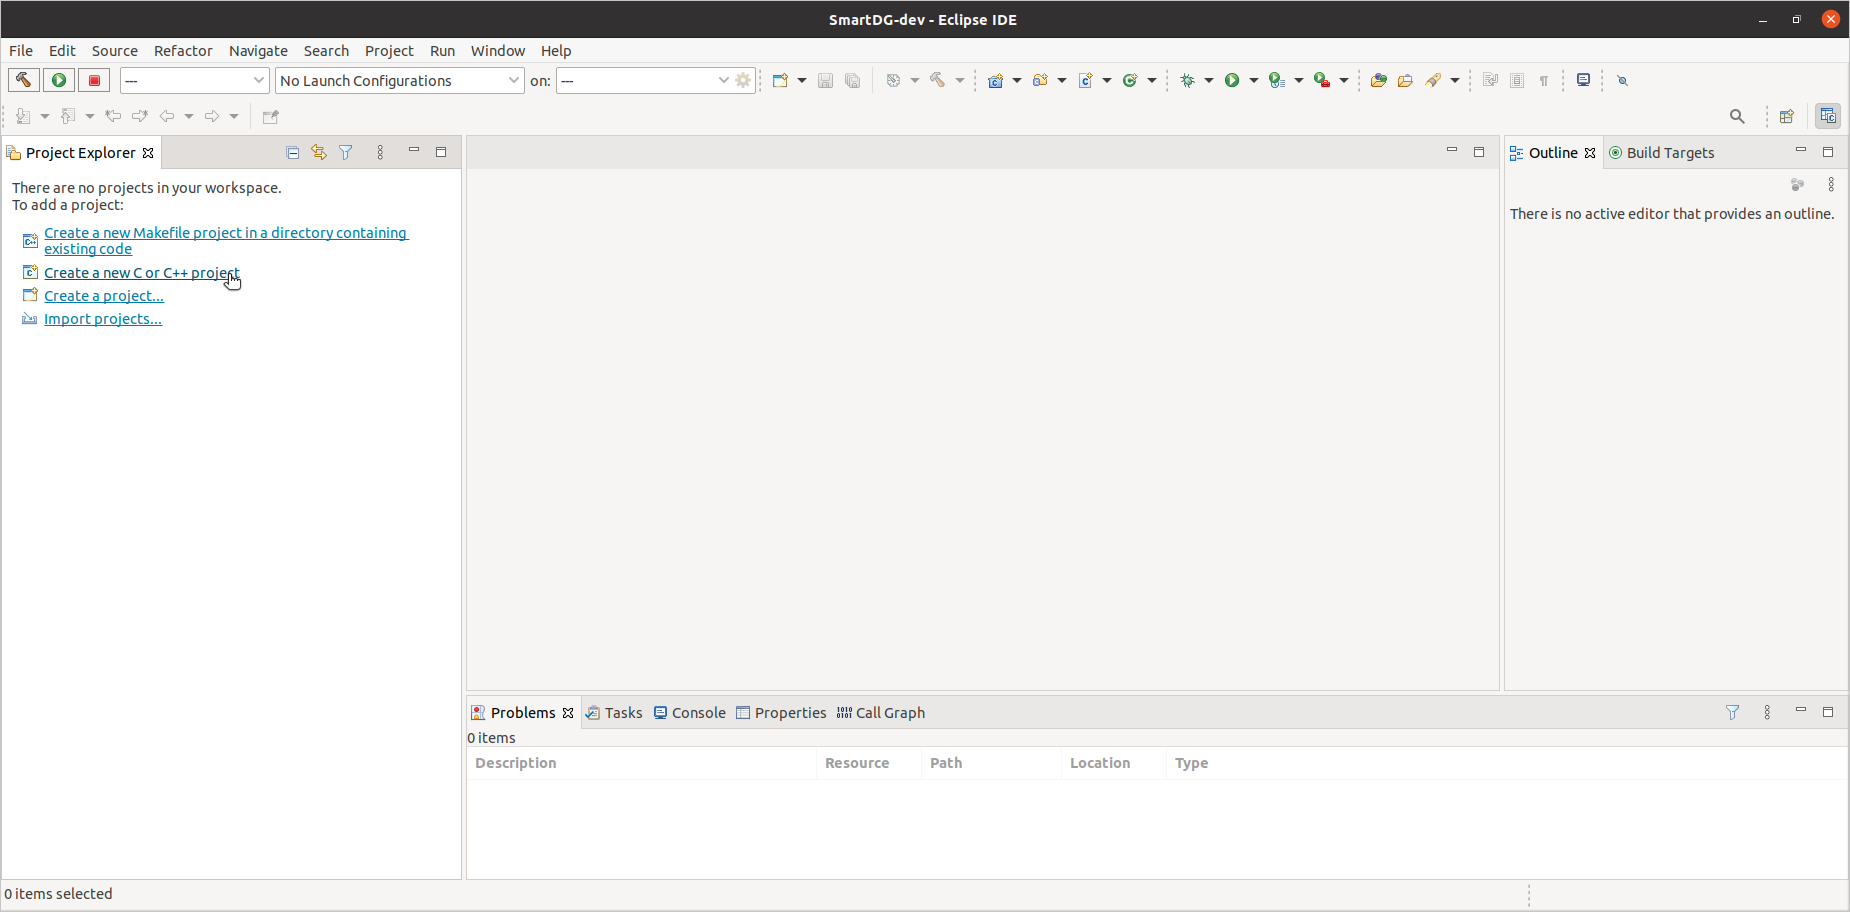 SmartDG-dev - Eclipse IDE
File Edit Source Refactor Navigate Search Project Run Window Help
--- No Launch Configurations on: ---
Project Explorer
There are no projects in your workspace.
To add a project:
Create a new Makefile project in a directory containing
existing code
Create a new C or C++ project
Create a project...
Import projects...
Outline Build Targets
There is no active editor that provides an outline.
Problems Tasks Console Properties Call Graph
0 items
Description Resource Path Location Type
0 items selected